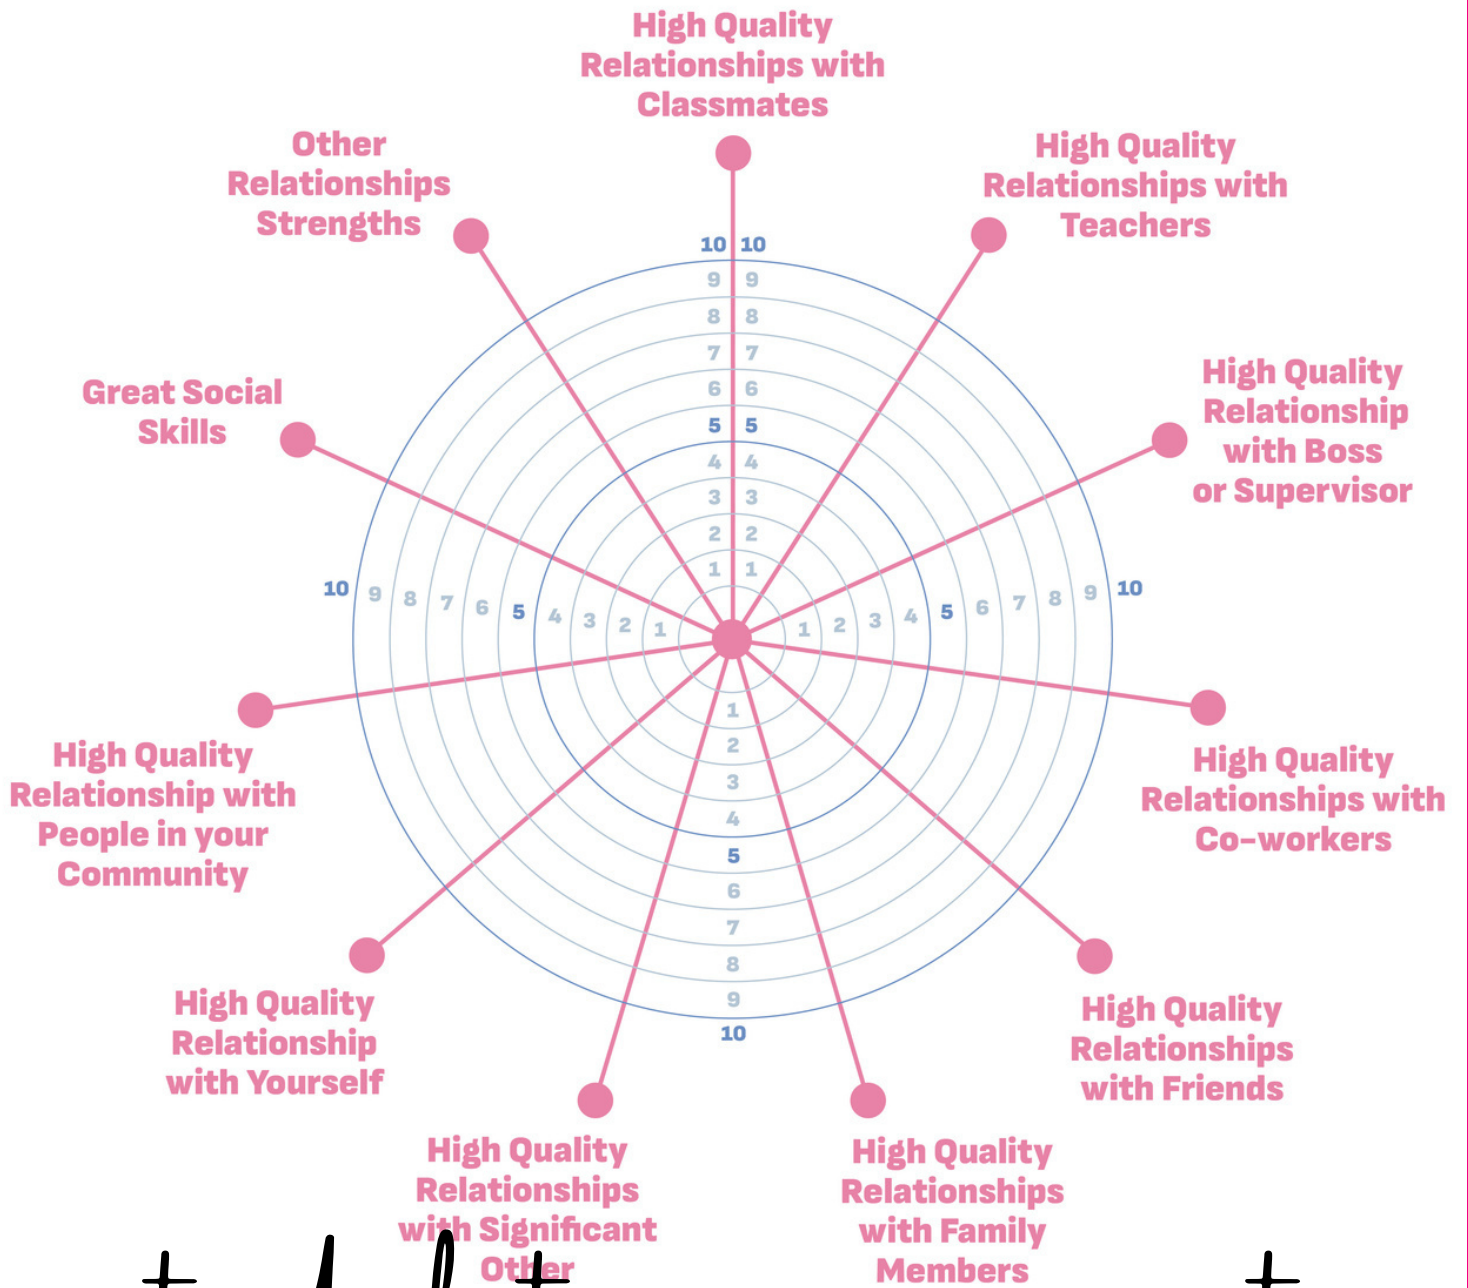 High Quality
Relationships with
Classmates
Other
Relationships
Strengths
High Quality
Relationships with
Teachers
Great Social
Skills
High Quality
Relationship
with Boss
or Supervisor
10 10
9 9
8 8
7 7
6 6
5 5
4 4
3 3
2 2
1 1
10 9 8 7 6 5 4 3 2 1
1 2 3 4 5 6 7 8 9 10
1
2
3
4
5
6
7
8
9
10
High Quality
Relationship with
People in your
Community
High Quality
Relationships with
Co-workers
High Quality
Relationship
with Yourself
High Quality
Relationships
with Friends
High Quality
Relationships
with Significant
Other
High Quality
Relationships
with Family
Members